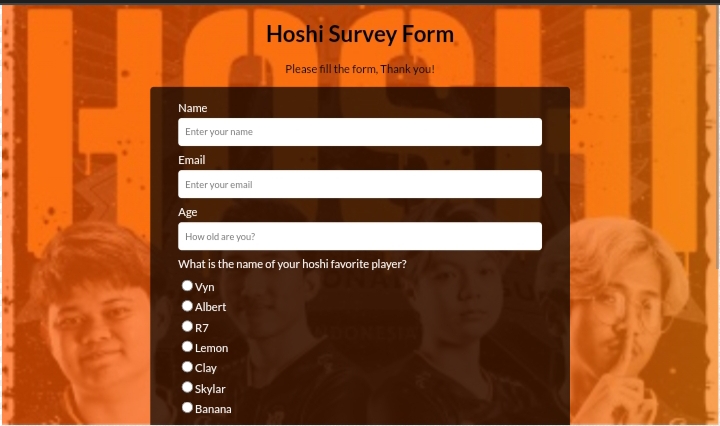 HOSHI
Hoshi Survey Form
Please fill the form, Thank you!
Name
Enter your name
Email
Enter your email
Age
How old are you?
What is the name of your hoshi favorite player?
Vyn
Albert
R7
Lemon
Clay
Skylar
Banana